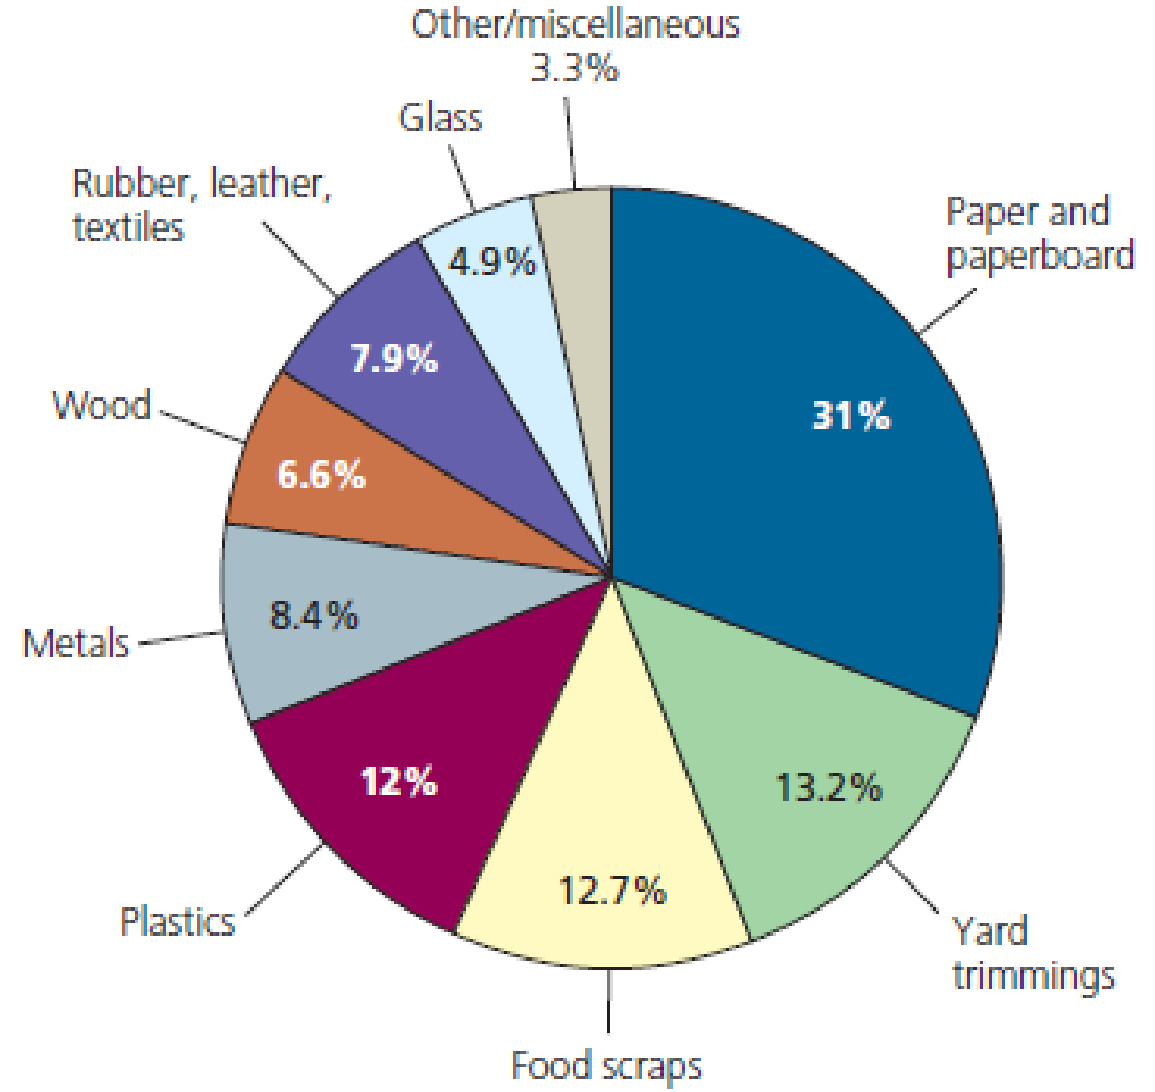 Other/miscellaneous
3.3%
Glass
Rubber, leather,
textiles
Paper and
paperboard
4.9%
7.9%
31%
Wood
6.6%
8.4%
Metals
12%
13.2%
12.7%
Plastics
Yard
trimmings
Food scraps